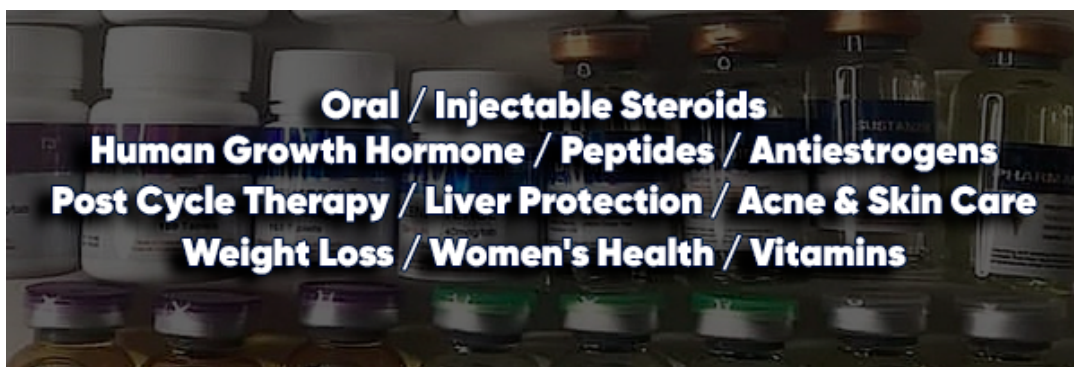 Oral / Injectable Steroids
Human Growth Hormone / Peptides / Antiestrogens
Post Cycle Therapy / Liver Protection / Acne & Skin Care
Weight Loss / Women's Health / Vitamins